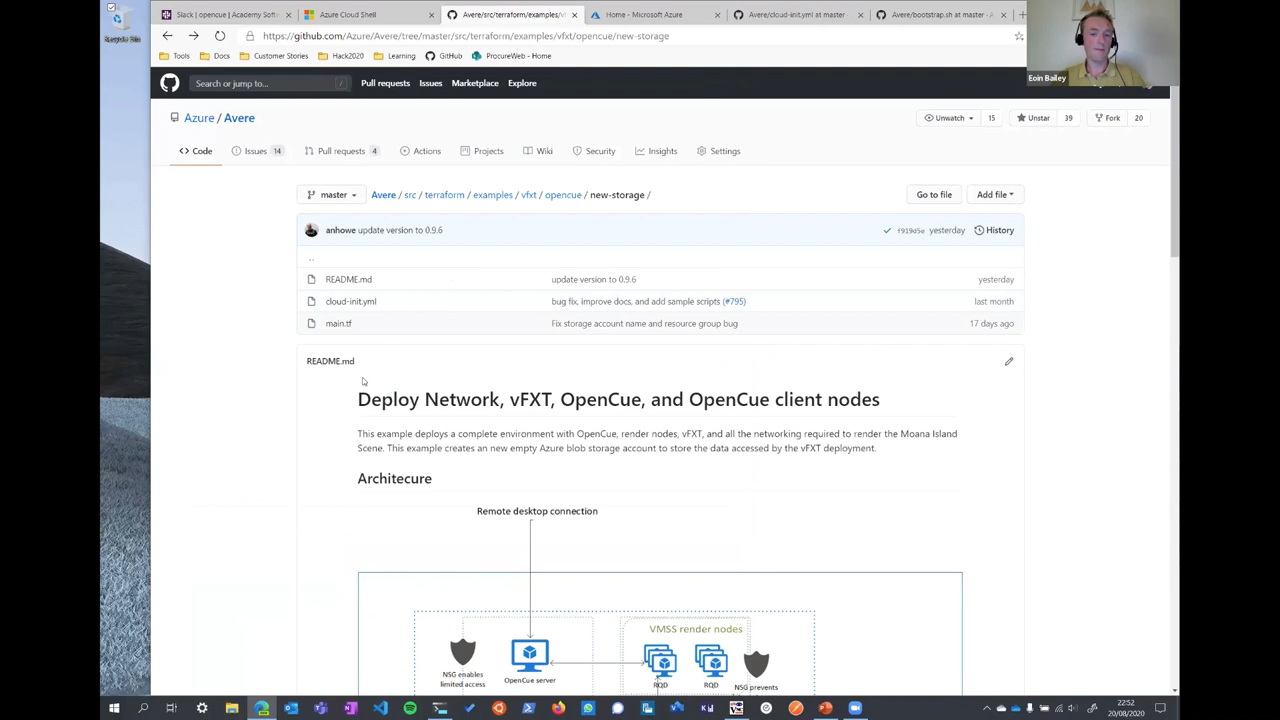 Slack | opencue | Academy Soft
Azure Cloud Shell
Avere/src/terraform/examples/v
Home - Microsoft Azure
Avere/cloud-init.yml at master
Avere/bootstrap.sh at master - A
Recycle Bin
https://github.com/Azure/Avere/tree/master/src/terraform/examples/vfxt/opencue/new-storage
Tools
Docs
Customer Stories
Hack2020
Learning
GitHub
ProcureWeb - Home
Eoin Bailey
Search or jump to...
/
Pull requests
Issues
Marketplace
Explore
Azure / Avere
Unwatch
15
Unstar
39
Fork
20
Code
Issues 14
Pull requests 4
Actions
Projects
Wiki
Security
Insights
Settings
master
Avere / src / terraform / examples / vfxt / opencue / new-storage /
Go to file
Add file
anhowe update version to 0.9.6
f919d5e yesterday
History
..
README.md
update version to 0.9.6
yesterday
cloud-init.yml
bug fix, improve docs, and add sample scripts (#795)
last month
main.tf
Fix storage account name and resource group bug
17 days ago
README.md
Deploy Network, vFXT, OpenCue, and OpenCue client nodes
This example deploys a complete environment with OpenCue, render nodes, vFXT, and all the networking required to render the Moana Island
Scene. This example creates an new empty Azure blob storage account to store the data accessed by the vFXT deployment.
Architecure
Remote desktop connection
VMSS render nodes
NSG enables
limited access
OpenCue server
RQD
RQD
NSG prevents
22:52
20/08/2020